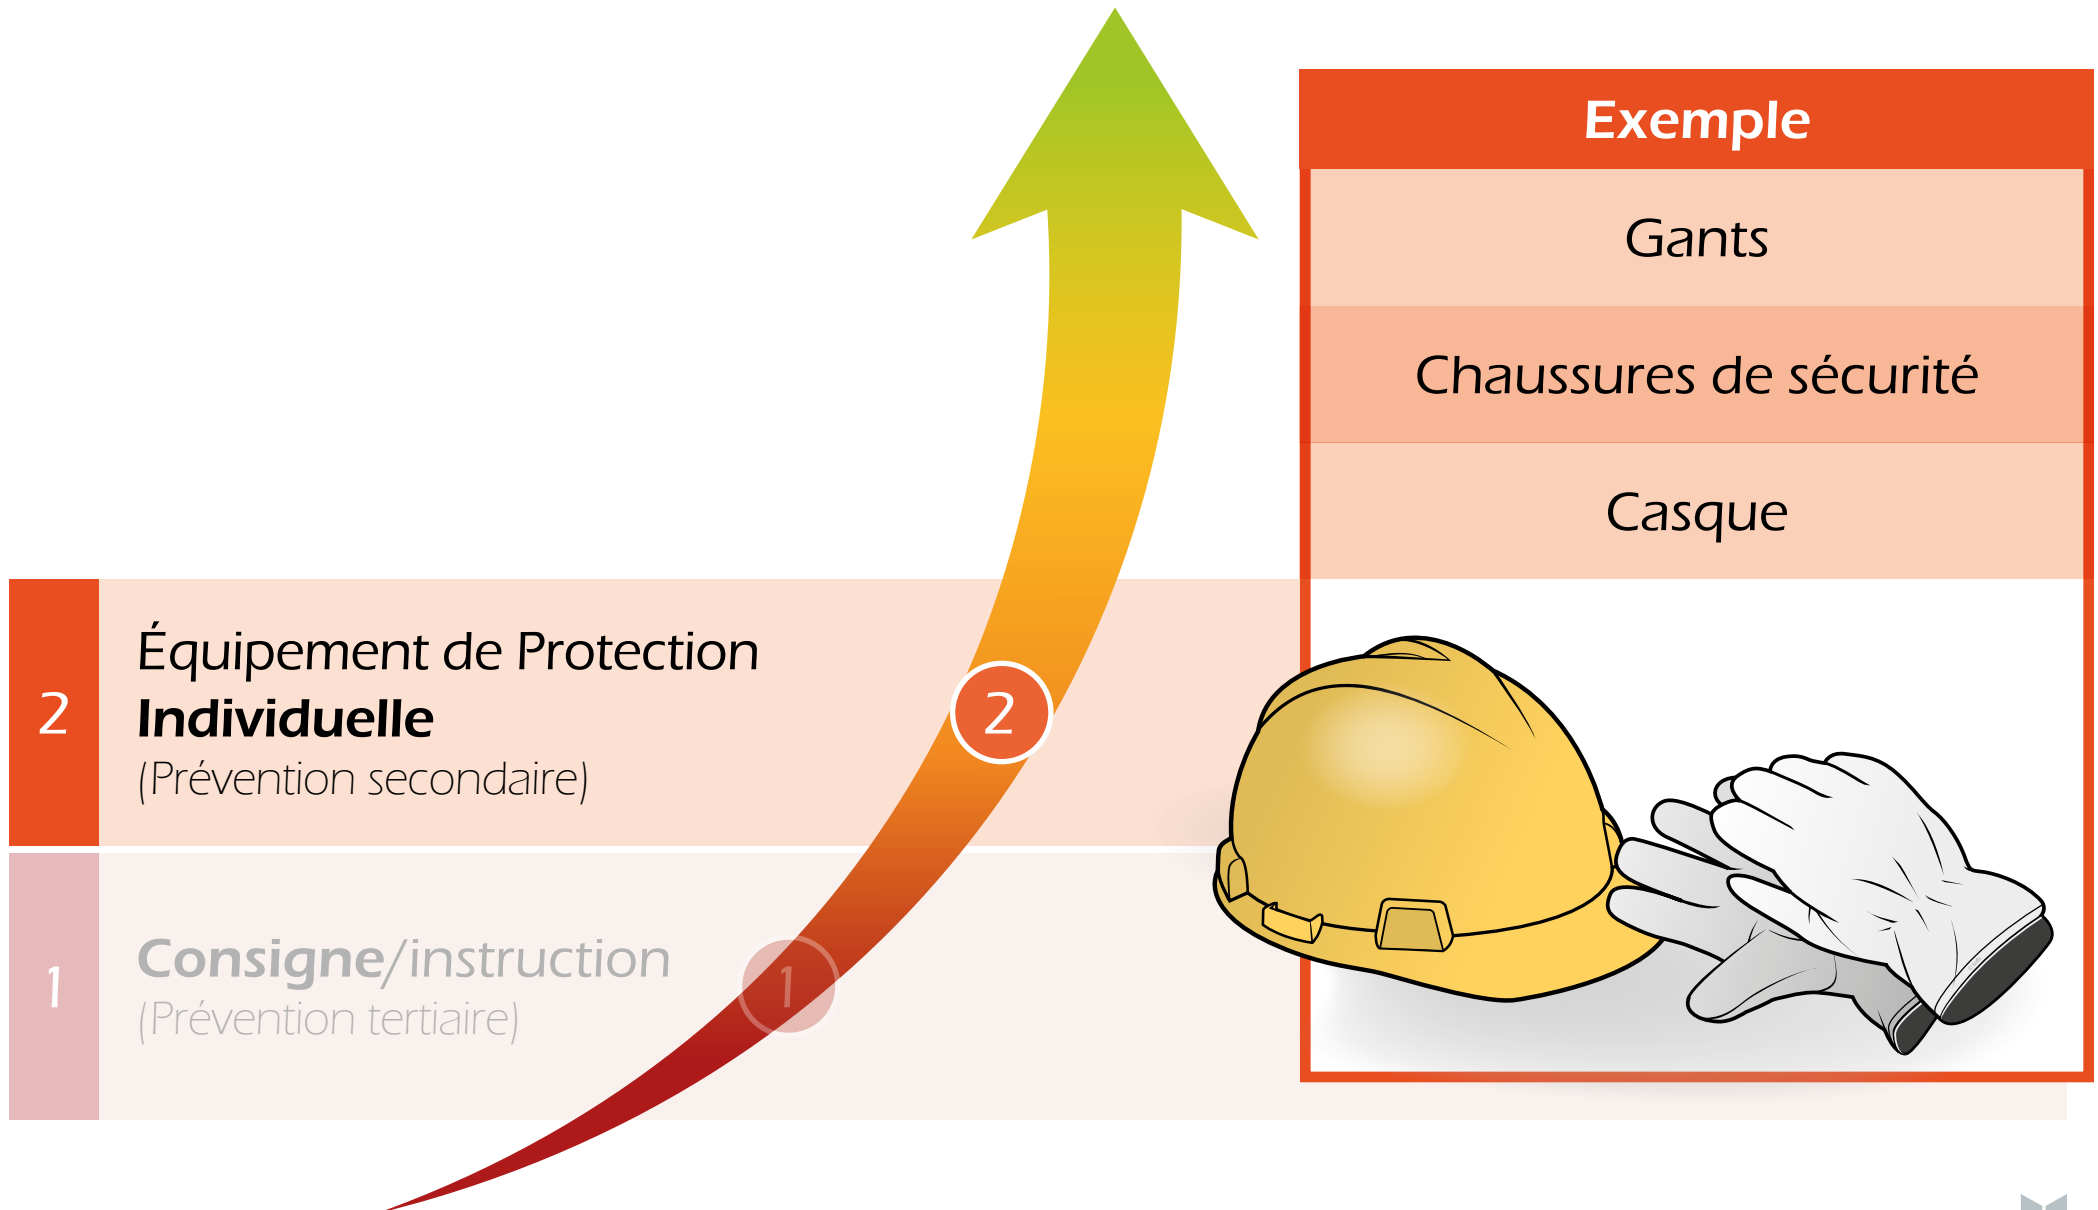 Exemple
Gants
Chaussures de sécurité
Casque
2
Équipement de Protection
Individuelle
(Prévention secondaire)
2
1
Consigne/instruction
(Prévention tertiaire)
1